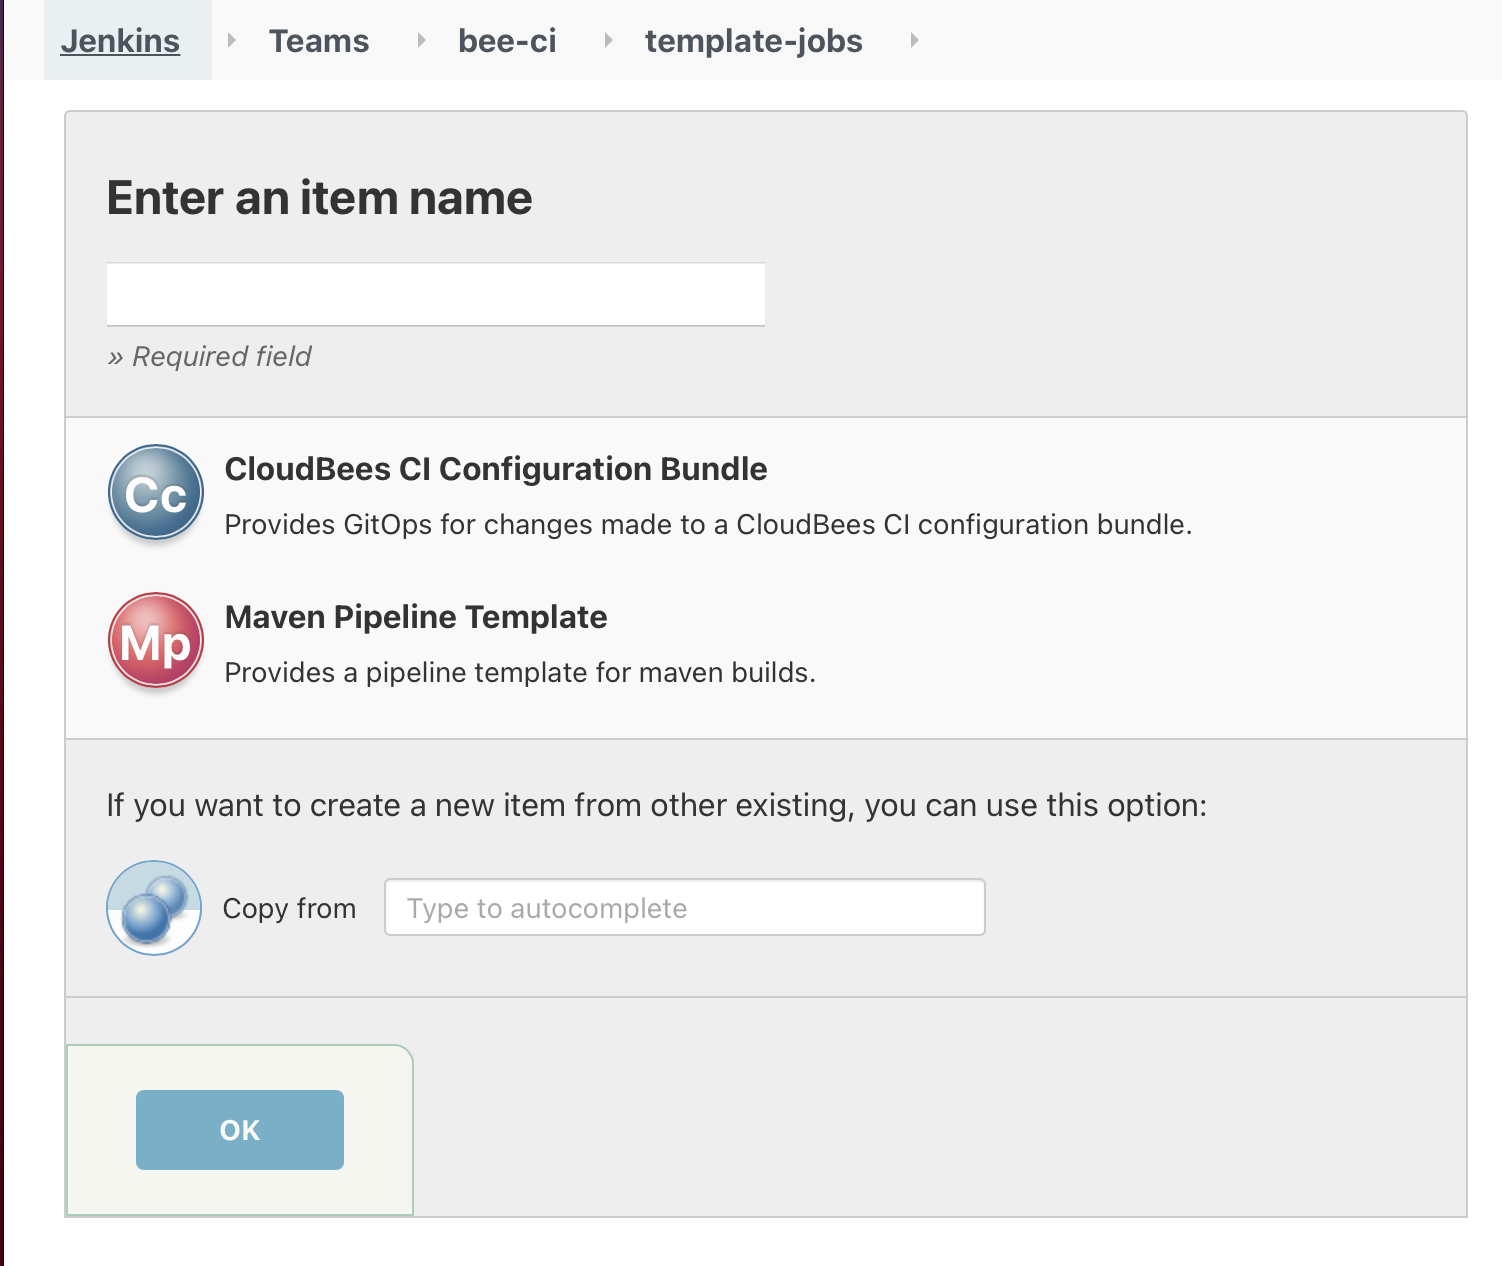 Jenkins Teams bee-ci template-jobs
Enter an item name
» Required field
Cc
CloudBees CI Configuration Bundle
Provides GitOps for changes made to a CloudBees CI configuration bundle.
Mp
Maven Pipeline Template
Provides a pipeline template for maven builds.
If you want to create a new item from other existing, you can use this option:
Copy from Type to autocomplete
OK